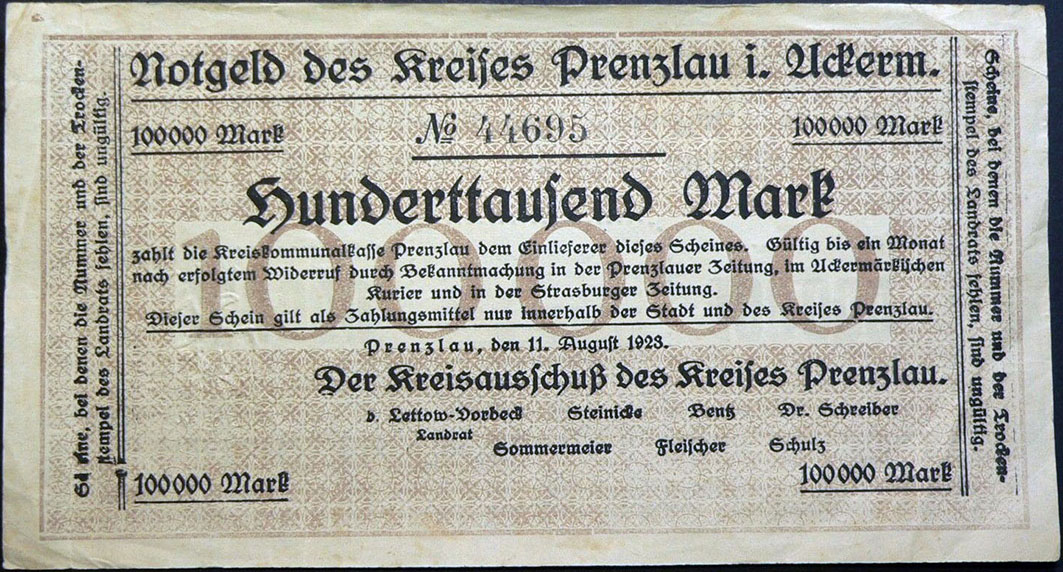 Notgeld des Kreises Prenzlau i. Uckerm.
100000 Mark
№ 44695
100000 Mark
Hunderttausend Mark
100000
zahlt die Kreiskommunalkasse Prenzlau dem Einlieferer dieses Scheines. Gültig bis ein Monat
nach erfolgtem Widerruf durch Bekanntmachung in der Prenzlauer Zeitung, im Uckermärkischen
Kurier und in der Strasburger Zeitung.
Dieser Schein gilt als Zahlungsmittel nur innerhalb der Stadt und des Kreises Prenzlau.
Prenzlau, den 11. August 1923.
Der Kreisausschuß des Kreises Prenzlau.
v. Lettow-Vorbeck Steinicke Bentz Dr. Schreiber
Landrat
Sommermeier Fleischer Schulz
100000 Mark
100000 Mark
Scheine, bei denen die Nummer und der Trocken-
stempel des Landrats fehlen, sind ungültig.
Scheine, bei denen die Nummer und der Trocken-
stempel des Landrats fehlen, sind ungültig.